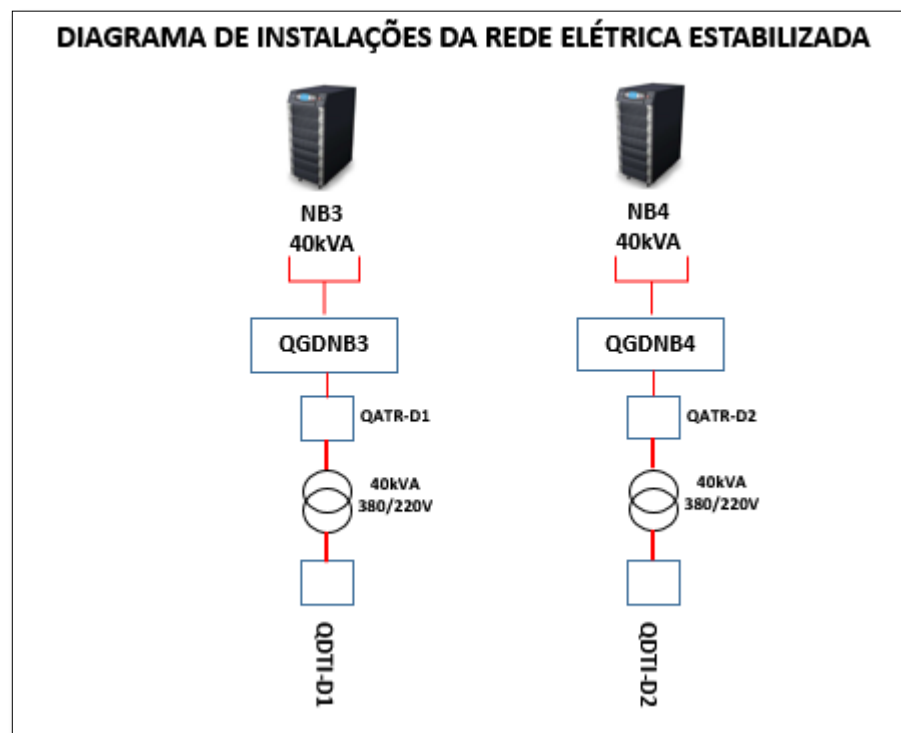 DIAGRAMA DE INSTALAÇÕES DA REDE ELÉTRICA ESTABILIZADA
NB3
40kVA
QGDNB3
QATR-D1
40kVA
380/220V
QDTI-D1
NB4
40kVA
QGDNB4
QATR-D2
40kVA
380/220V
QDTI-D2